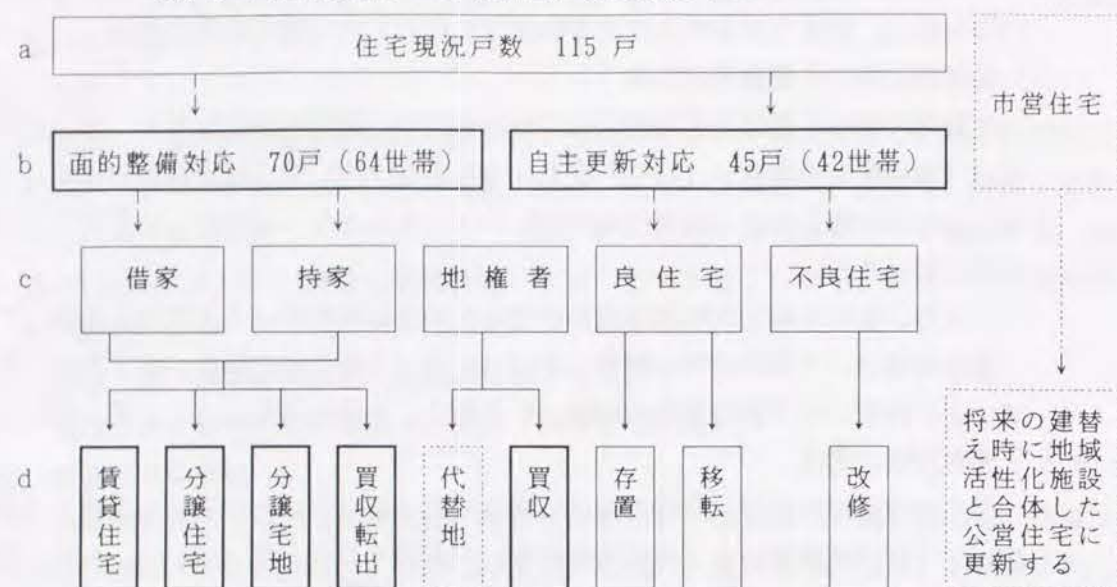 a
住宅現況戸数 115戸
市営住宅
b
面的整備対応 70戸（64世帯）
自主更新対応 45戸（42世帯）
c
借家
持家
地権者
良住宅
不良住宅
d
賃貸住宅
分譲住宅
分譲宅地
買収転出
代替地
買収
存置
移転
改修
将来の建替
え時に地域
活性化施設
と合体した
公営住宅に
更新する